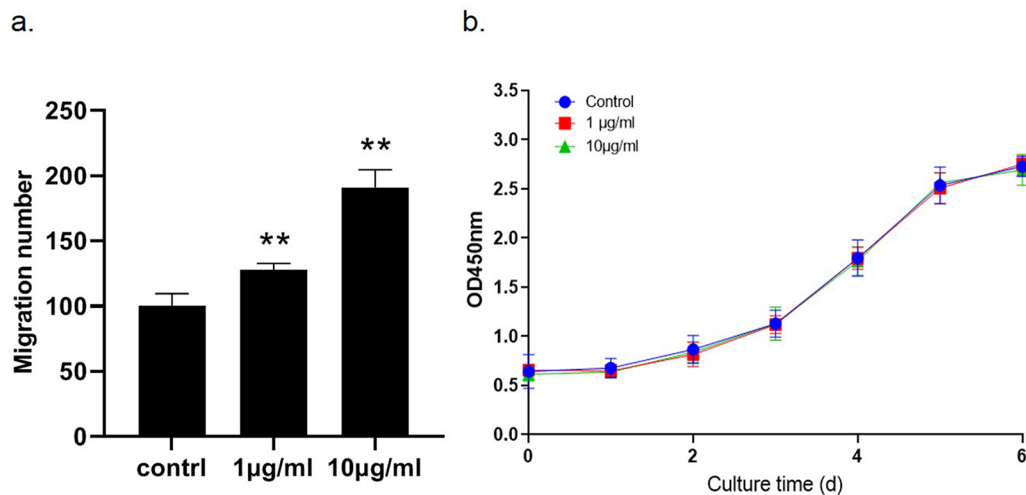 a.
b.
250
200
150
100
50
0
Migration number
**
**
contrl 1µg/ml 10µg/ml
3.5
3.0
2.5
2.0
1.5
1.0
0.5
0.0
OD450nm
Control
1 µg/ml
10µg/ml
0 2 4 6
Culture time (d)